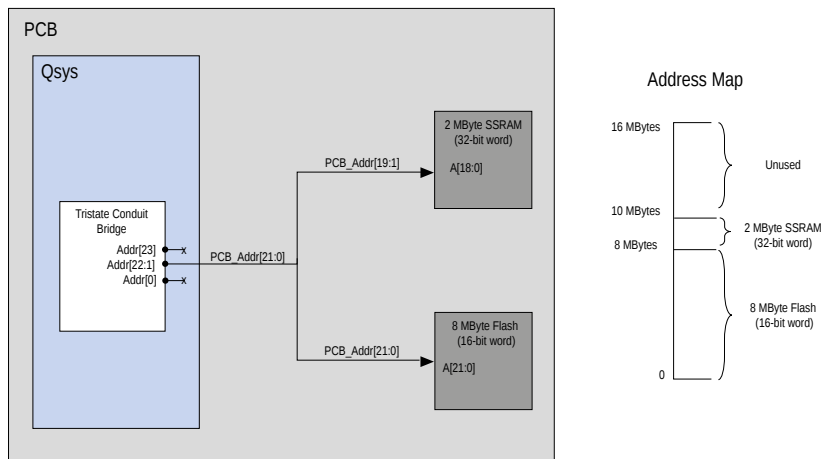 PCB
Qsys
Tristate Conduit
Bridge
Addr[23]
x
Addr[22:1]
Addr[0]
x
PCB_Addr[21:0]
PCB_Addr[19:1]
2 MByte SSRAM
(32-bit word)
A[18:0]
PCB_Addr[21:0]
8 MByte Flash
(16-bit word)
A[21:0]
Address Map
16 MBytes
Unused
10 MBytes
2 MByte SSRAM
(32-bit word)
8 MBytes
8 MByte Flash
(16-bit word)
0